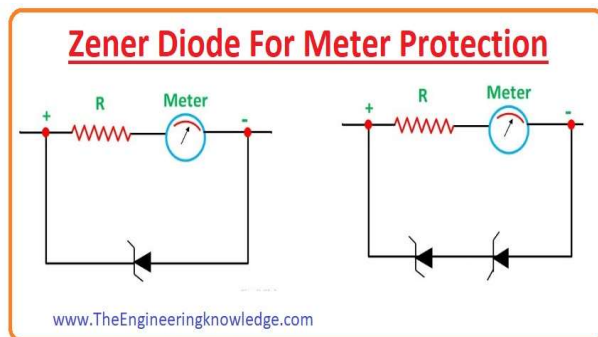 Zener Diode For Meter Protection
R
Meter
+
-
R
Meter
+
-
www.TheEngineeringknowledge.com